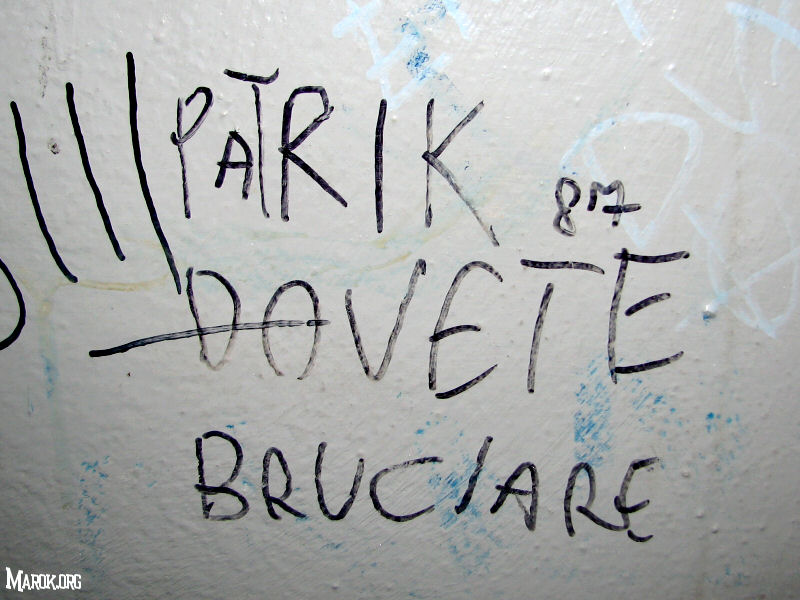 PATRIK
87
DOVETE
BRUCIARE
MAROK.ORG